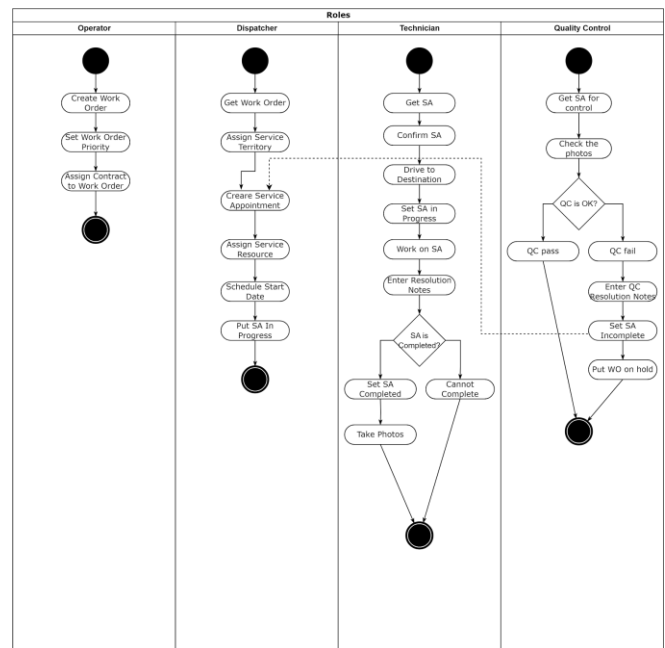 Roles
Operator
Dispatcher
Technician
Quality Control
Create Work
Order
Set Work Order
Priority
Assign Contract
to Work Order
Get Work Order
Assign Service
Territory
Creare Service
Appointment
Assign Service
Resource
Schedule Start
Date
Put SA In
Progress
Get SA
Confirm SA
Drive to
Destination
Set SA in
Progress
Work on SA
Enter Resolution
Notes
SA is
Completed?
Set SA
Completed
Cannot
Complete
Take Photos
Get SA for
control
Check the
photos
QC is OK?
QC pass
QC fail
Enter QC
Resolution Notes
Set SA
Incomplete
Put WO on hold